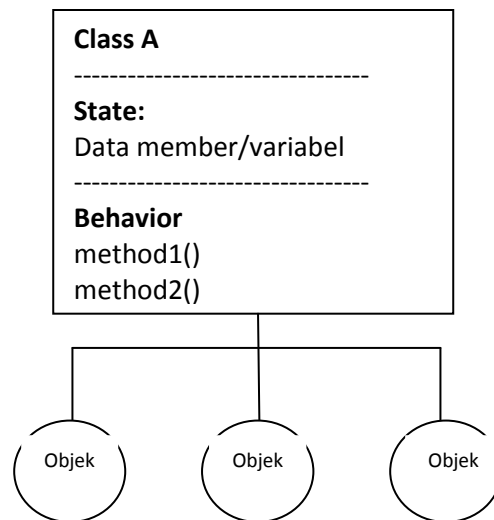 Class A
---------------------------------
State:
Data member/variabel
---------------------------------
Behavior
method1()
method2()
Objek
Objek
Objek